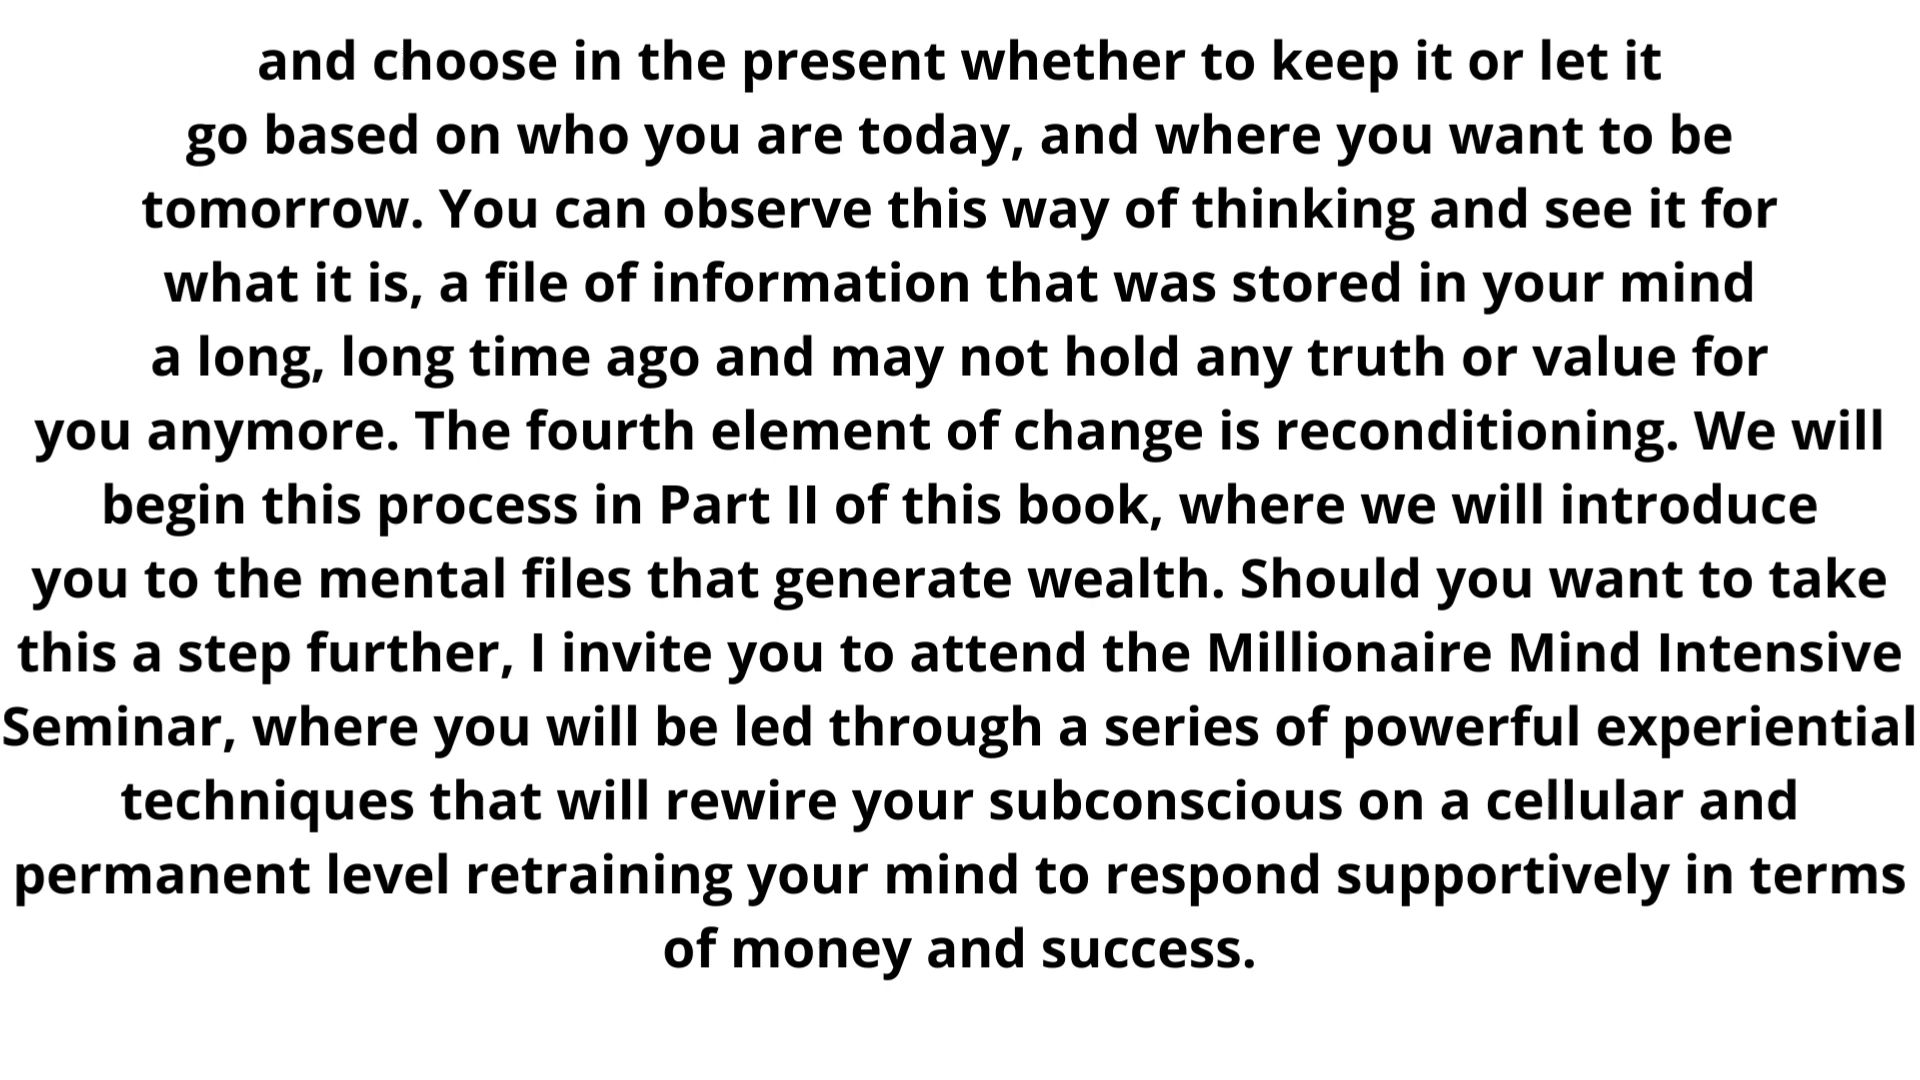 and choose in the present whether to keep it or let it
go based on who you are today, and where you want to be
tomorrow. You can observe this way of thinking and see it for
what it is, a file of information that was stored in your mind
a long, long time ago and may not hold any truth or value for
you anymore. The fourth element of change is reconditioning. We will
begin this process in Part II of this book, where we will introduce
you to the mental files that generate wealth. Should you want to take
this a step further, I invite you to attend the Millionaire Mind Intensive
Seminar, where you will be led through a series of powerful experiential
techniques that will rewire your subconscious on a cellular and
permanent level retraining your mind to respond supportively in terms
of money and success.